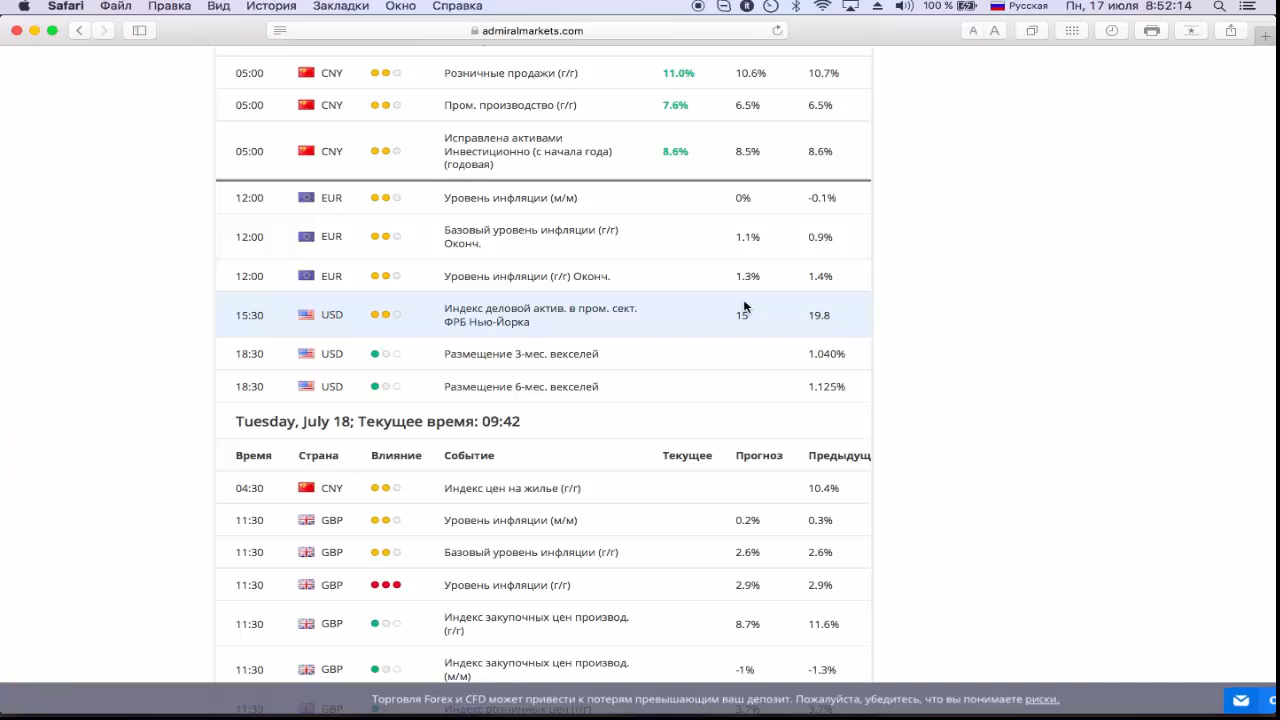 Safari Файл Правка Вид История Закладки Окно Справка 100 % Русская Пн, 17 июля 8:52:14
admiralmarkets.com A A
05:00 CNY Розничные продажи (г/г) 11.0% 10.6% 10.7%
05:00 CNY Пром. производство (г/г) 7.6% 6.5% 6.5%
Исправлена активами
05:00 CNY Инвестиционно (с начала года) 8.6% 8.5% 8.6%
(годовая)
12:00 EUR Уровень инфляции (м/м) 0% -0.1%
Базовый уровень инфляции (г/г)
12:00 EUR 1.1% 0.9%
Оконч.
12:00 EUR Уровень инфляции (г/г) Оконч. 1.3% 1.4%
Индекс деловой актив. в пром. сект.
15:30 USD 15 19.8
ФРБ Нью-Йорка
18:30 USD Размещение 3-мес. векселей 1.040%
18:30 USD Размещение 6-мес. векселей 1.125%
Tuesday, July 18; Текущее время: 09:42
Время Страна Влияние Событие Текущее Прогноз Предыдущ
04:30 CNY Индекс цен на жилье (г/г) 10.4%
11:30 GBP Уровень инфляции (м/м) 0.2% 0.3%
11:30 GBP Базовый уровень инфляции (г/г) 2.6% 2.6%
11:30 GBP Уровень инфляции (г/г) 2.9% 2.9%
Индекс закупочных цен производ.
11:30 GBP 8.7% 11.6%
(г/г)
Индекс закупочных цен производ.
11:30 GBP -1% -1.3%
(м/м)
Торговля Forex и CFD может привести к потерям превышающим ваш депозит. Пожалуйста, убедитесь, что вы понимаете риски.
11:30 GBP